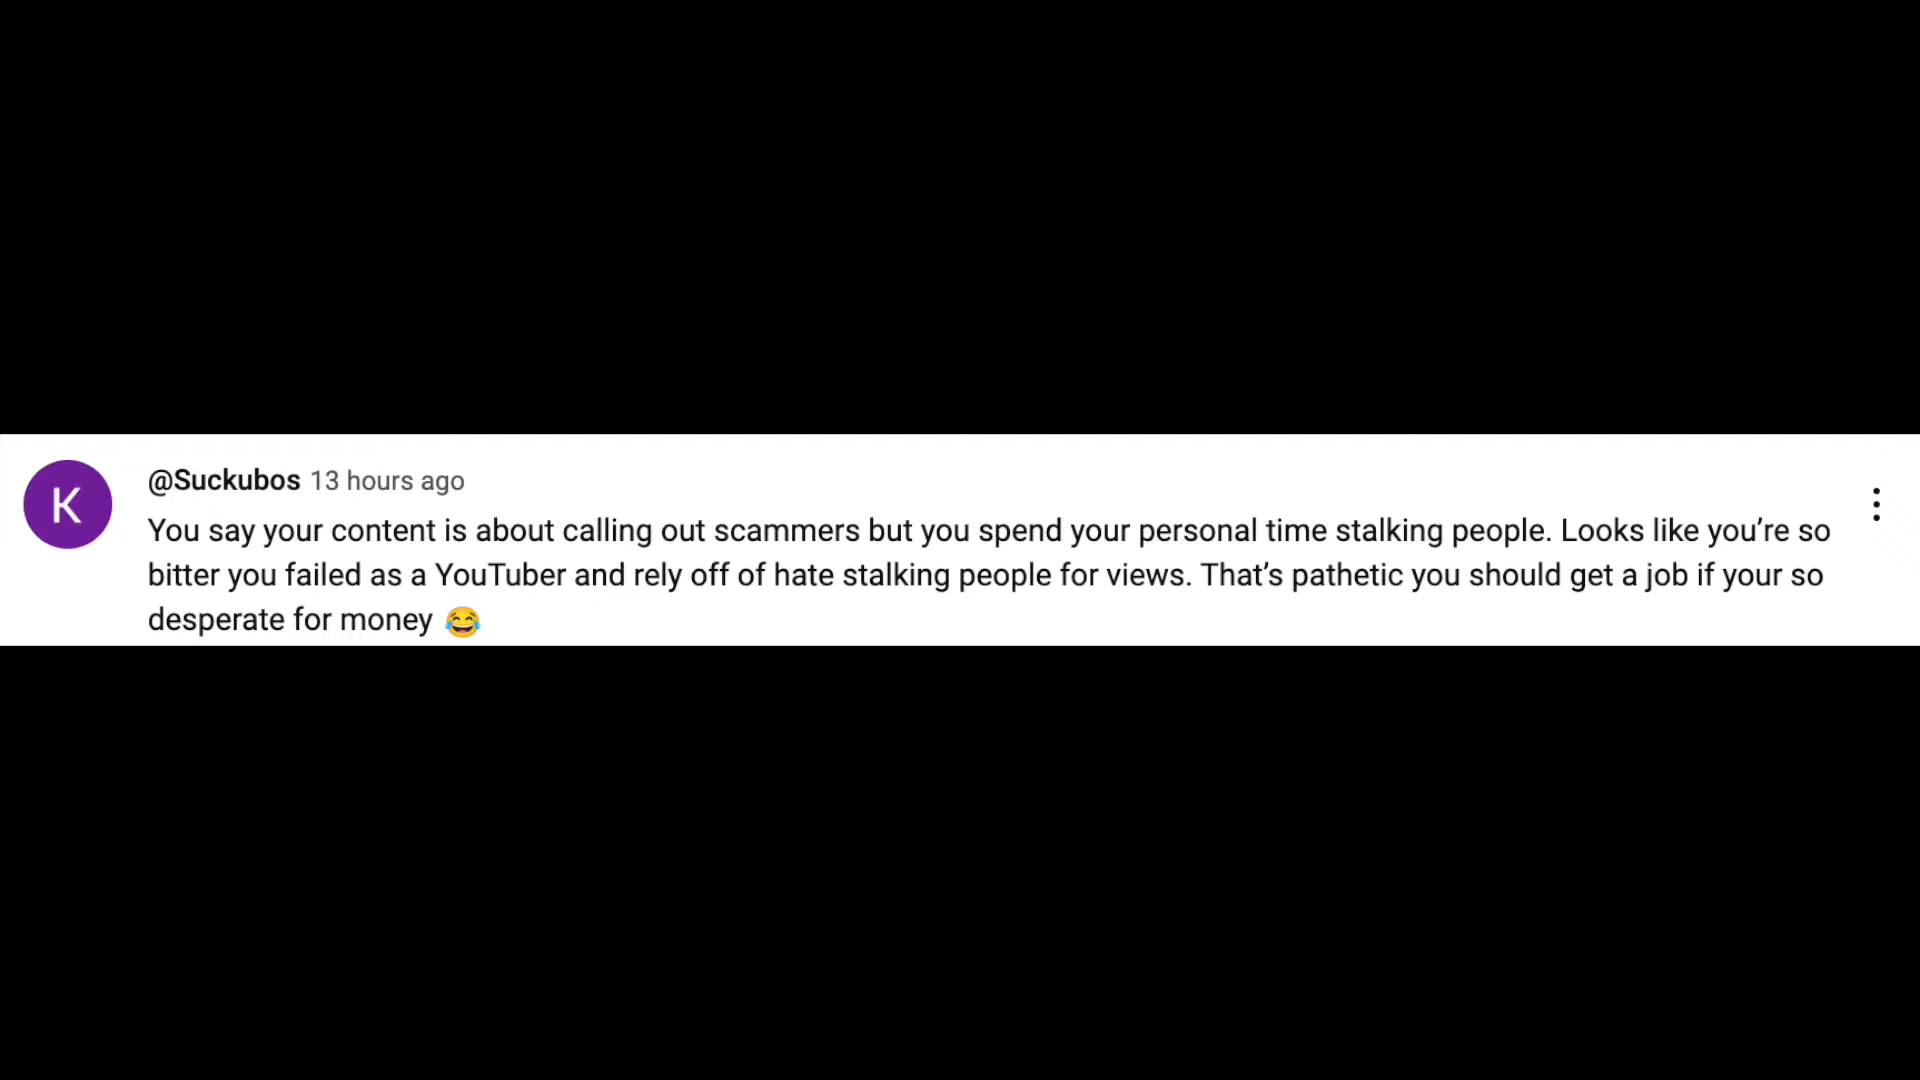 K
@Suckubos 13 hours ago
You say your content is about calling out scammers but you spend your personal time stalking people. Looks like you’re so
bitter you failed as a YouTuber and rely off of hate stalking people for views. That’s pathetic you should get a job if your so
desperate for money 😂